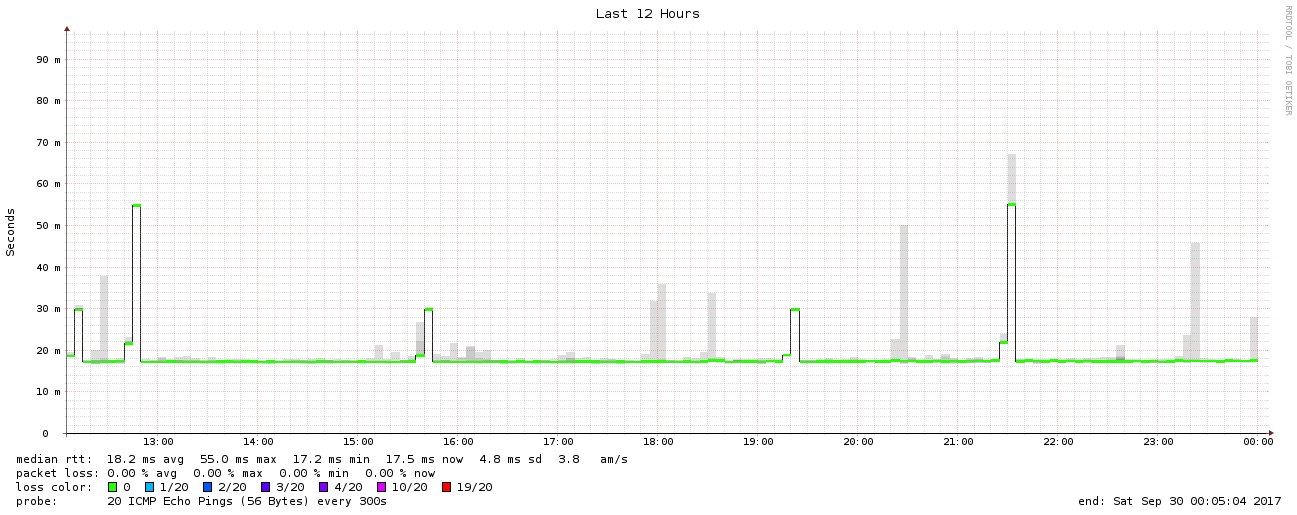 Last 12 Hours
RRDTOOL / TOBI OETIKER
Seconds
90 m
80 m
70 m
60 m
50 m
40 m
30 m
20 m
10 m
0
13:00 14:00 15:00 16:00 17:00 18:00 19:00 20:00 21:00 22:00 23:00 00:00
median rtt: 18.2 ms avg 55.0 ms max 17.2 ms min 17.5 ms now 4.8 ms sd 3.8 am/s
packet loss: 0.00 % avg 0.00 % max 0.00 % min 0.00 % now
loss color: 0 1/20 2/20 3/20 4/20 10/20 19/20
probe: 20 ICMP Echo Pings (56 Bytes) every 300s end: Sat Sep 30 00:05:04 2017